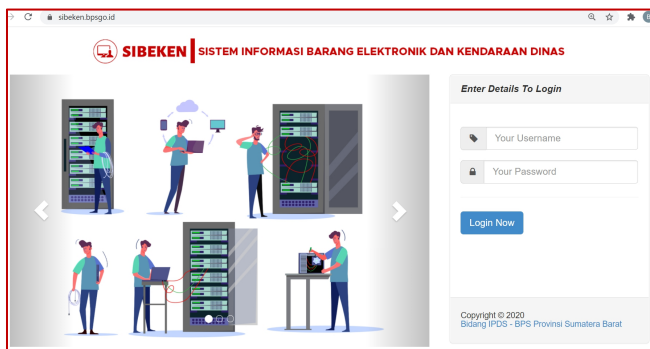 sibeken.bpsgo.id
SIBEKEN SISTEM INFORMASI BARANG ELEKTRONIK DAN KENDARAAN DINAS
Enter Details To Login
Your Username
Your Password
Login Now
Copyright © 2020
Bidang IPDS - BPS Provinsi Sumatera Barat